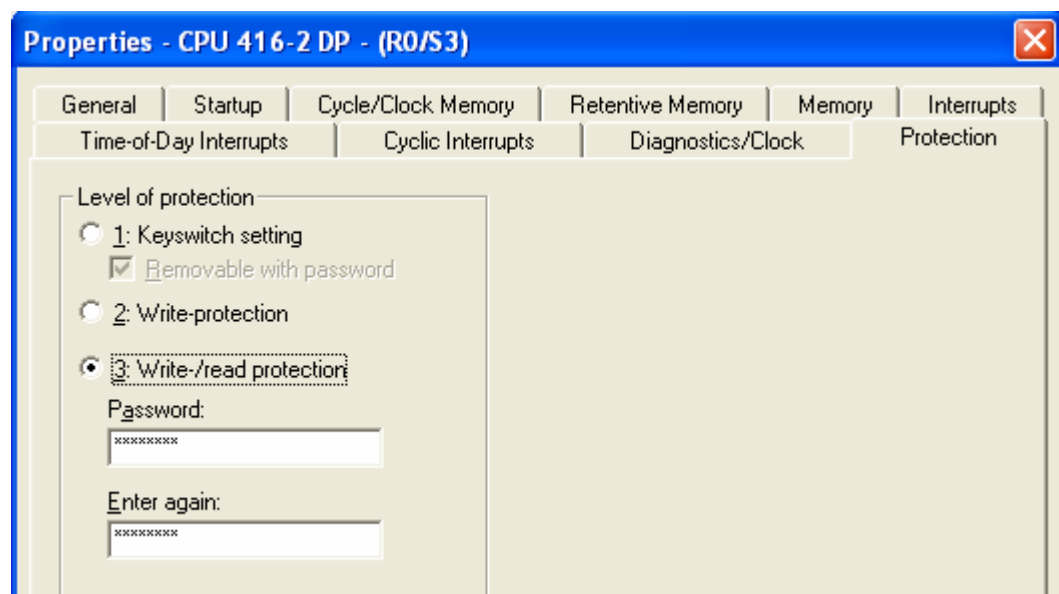 Properties - CPU 416-2 DP - (R0/S3)
General Startup Cycle/Clock Memory Retentive Memory Memory Interrupts
Time-of-Day Interrupts Cyclic Interrupts Diagnostics/Clock Protection
Level of protection
1: Keyswitch setting
Removable with password
2: Write-protection
3: Write-/read protection
Password:
********
Enter again:
********